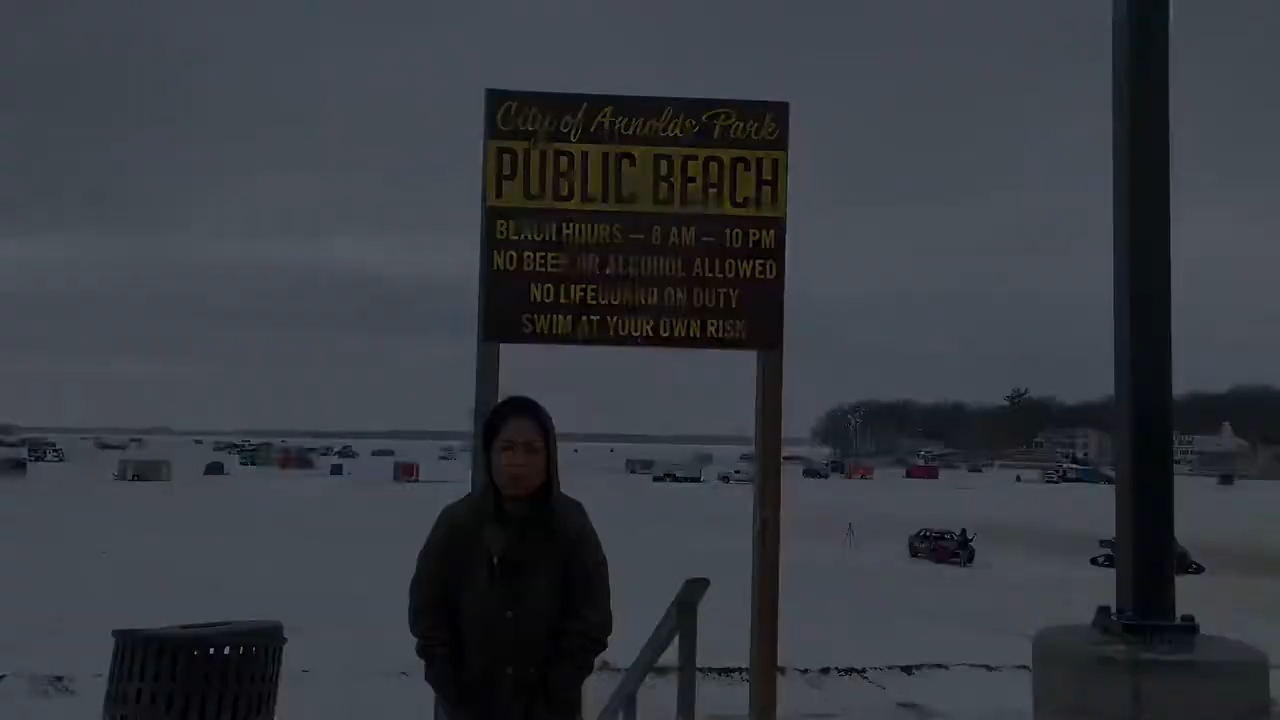 City of Arnolds Park
PUBLIC BEACH
BEACH HOURS – 8 AM – 10 PM
NO BEER OR ALCOHOL ALLOWED
NO LIFEGUARD ON DUTY
SWIM AT YOUR OWN RISK